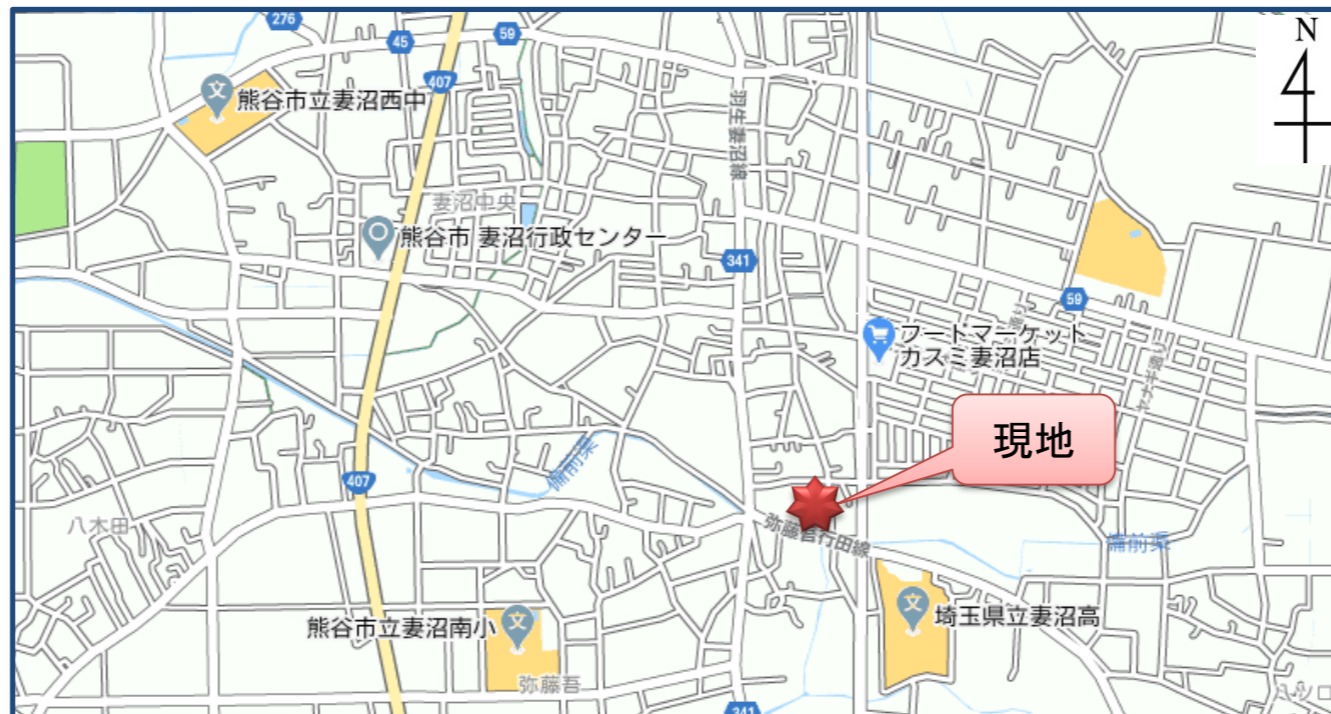 276
N
45
59
407
熊谷市立妻沼西中
羽生妻沼線
妻沼中央
熊谷市 妻沼行政センター
341
59
フードマーケット
カスミ妻沼店
現地
407
備前渠
八木田
弥藤吾行田線
備前渠
熊谷市立妻沼南小
埼玉県立妻沼高
弥藤吾
341